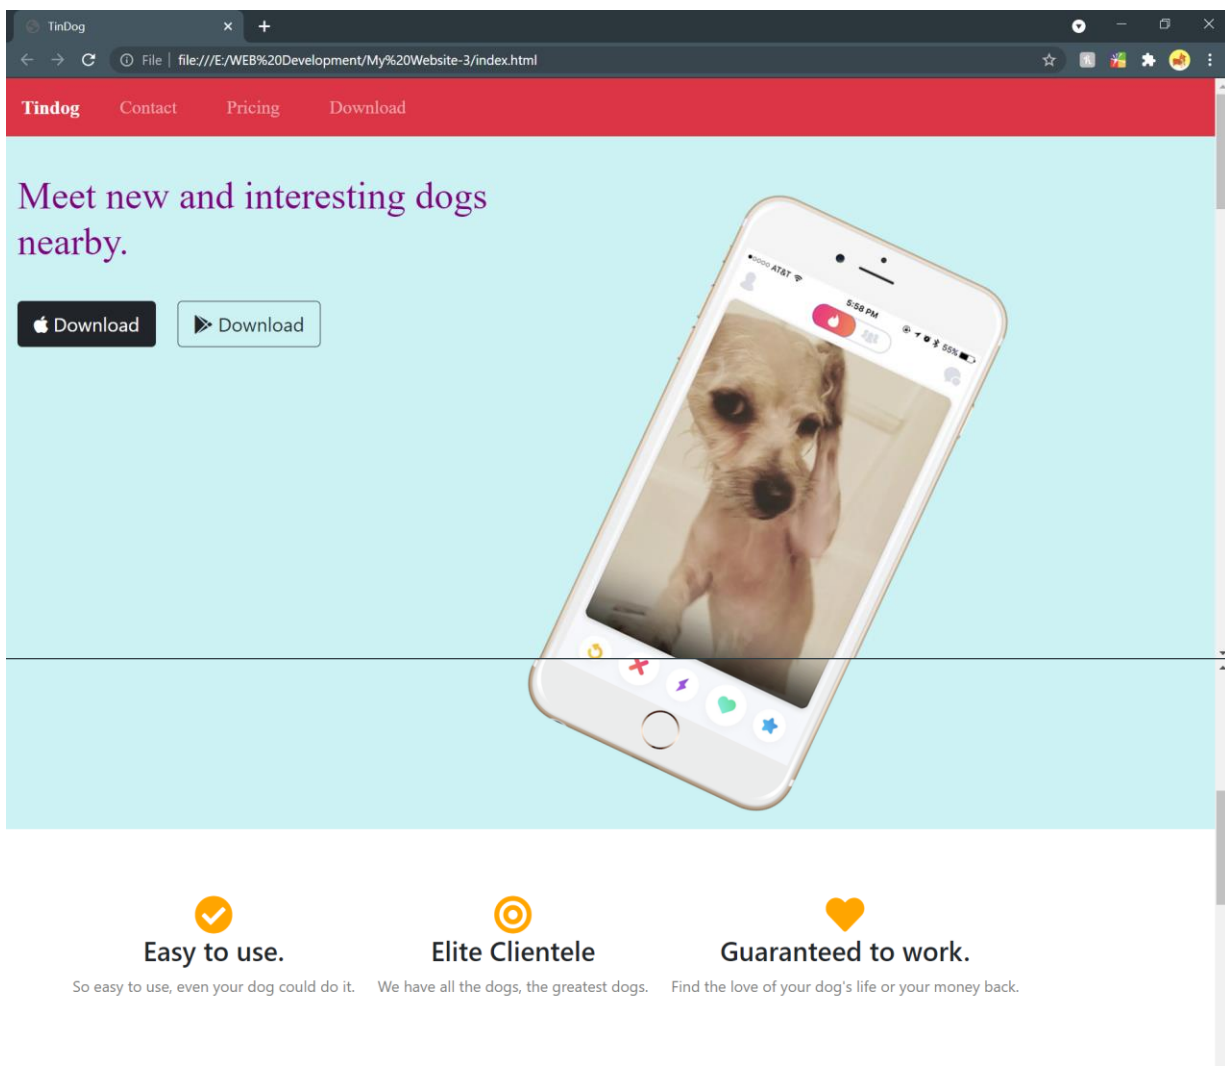 TinDog
File | file:///E:/WEB%20Development/My%20Website-3/index.html
Tindog Contact Pricing Download
Meet new and interesting dogs
nearby.
Download Download
AT&T 5:58 PM 55%
Easy to use. Elite Clientele Guaranteed to work.
So easy to use, even your dog could do it. We have all the dogs, the greatest dogs. Find the love of your dog's life or your money back.